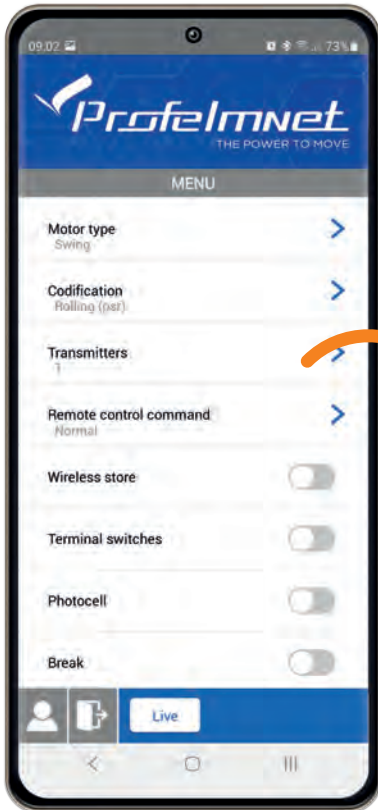 09.02 73%
Profelmnet
THE POWER TO MOVE
MENU
Motor type
Swing
Codification
Rolling (psr)
Transmitters
1
Remote control command
Normal
Wireless store
Terminal switches
Photocell
Break
Live